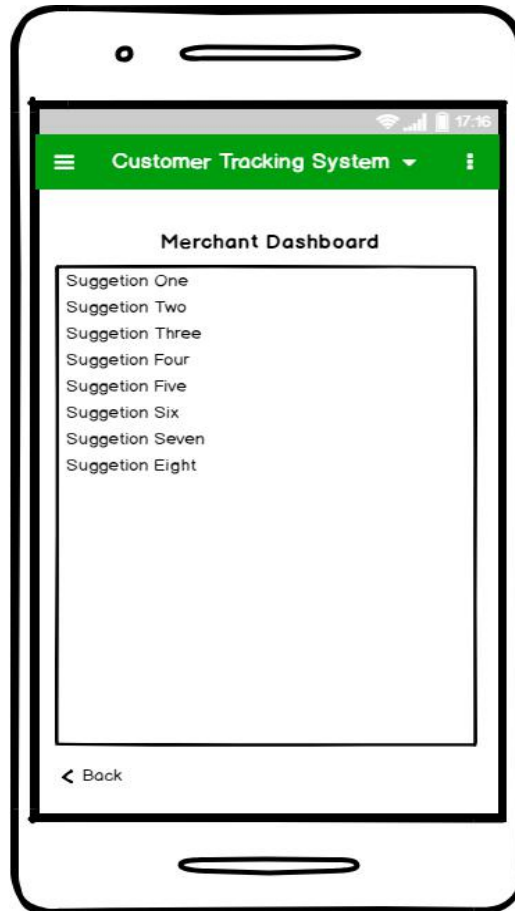 17:16
Customer Tracking System
Merchant Dashboard
Suggetion One
Suggetion Two
Suggetion Three
Suggetion Four
Suggetion Five
Suggetion Six
Suggetion Seven
Suggetion Eight
Back